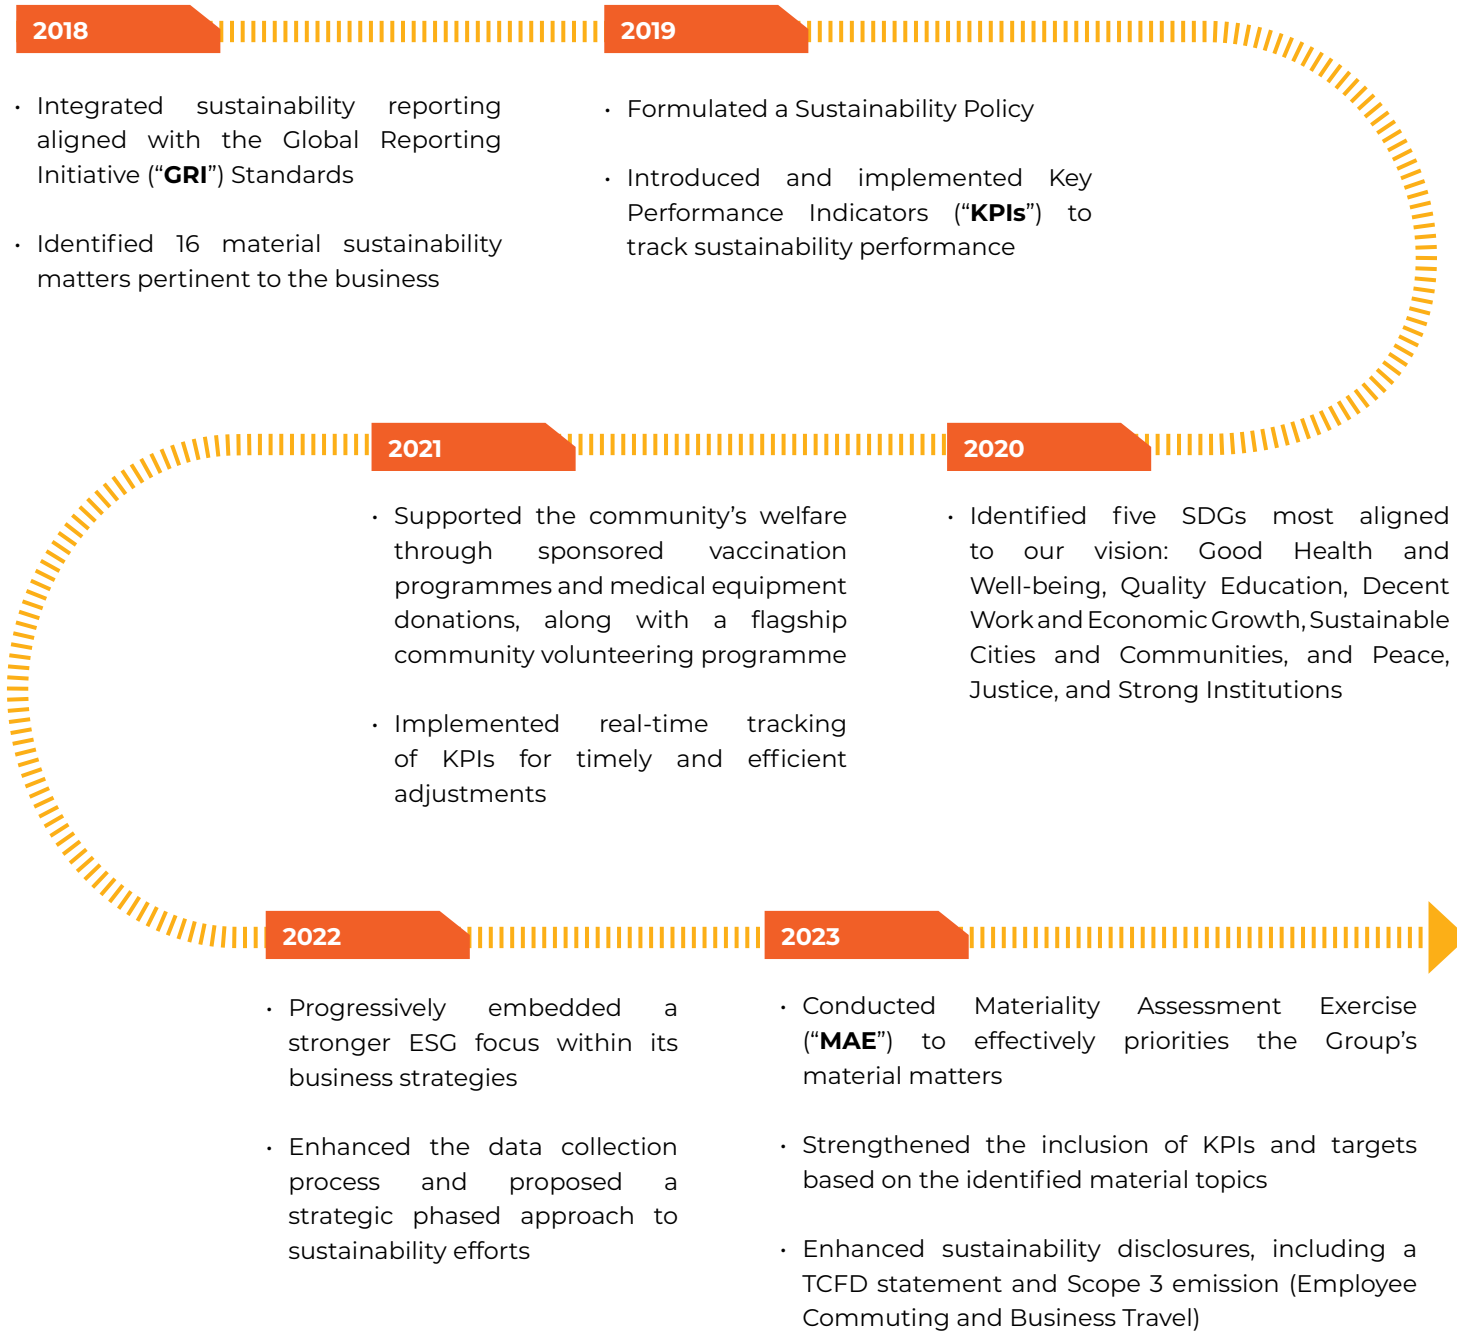 2018
• Integrated sustainability reporting
aligned with the Global Reporting
Initiative (“GRI”) Standards
• Identified 16 material sustainability
matters pertinent to the business
2019
• Formulated a Sustainability Policy
• Introduced and implemented Key
Performance Indicators (“KPIs”) to
track sustainability performance
2020
• Identified five SDGs most aligned
to our vision: Good Health and
Well-being, Quality Education, Decent
Work and Economic Growth, Sustainable
Cities and Communities, and Peace,
Justice, and Strong Institutions
2021
• Supported the community’s welfare
through sponsored vaccination
programmes and medical equipment
donations, along with a flagship
community volunteering programme
• Implemented real-time tracking
of KPIs for timely and efficient
adjustments
2022
• Progressively embedded a
stronger ESG focus within its
business strategies
• Enhanced the data collection
process and proposed a
strategic phased approach to
sustainability efforts
2023
• Conducted Materiality Assessment Exercise
(“MAE”) to effectively priorities the Group’s
material matters
• Strengthened the inclusion of KPIs and targets
based on the identified material topics
• Enhanced sustainability disclosures, including a
TCFD statement and Scope 3 emission (Employee
Commuting and Business Travel)